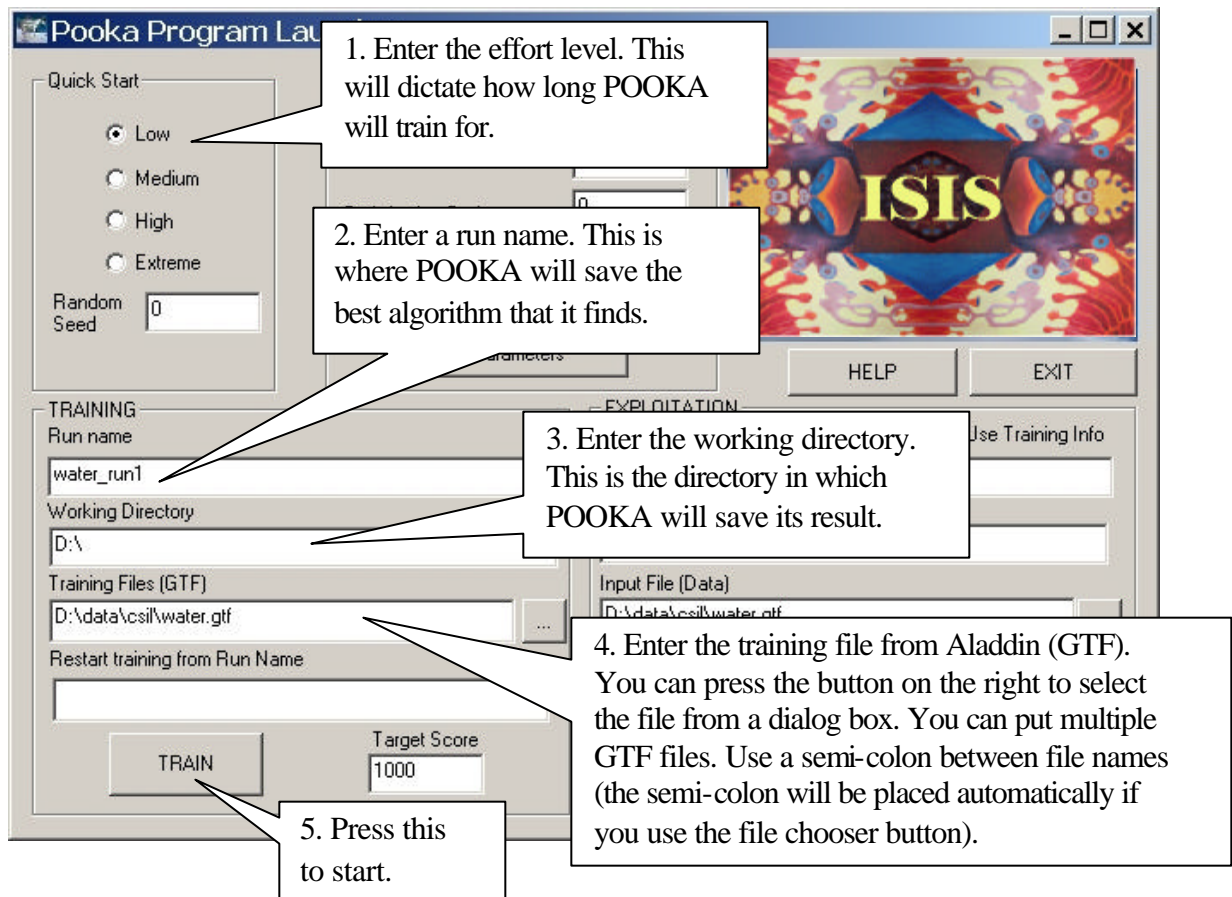 Pooka Program Lau
1. Enter the effort level. This
will dictate how long POOKA
will train for.
Quick Start
Low
Medium
High
Extreme
Random
Seed
0
0
2. Enter a run name. This is
where POOKA will save the
best algorithm that it finds.
ISIS
HELP
EXIT
TRAINING
Run name
water_run1
Working Directory
D:\
Training Files (GTF)
D:\data\csil\water.gtf
...
Restart training from Run Name
TRAIN
Target Score
1000
EXPLOITATION
Use Training Info
3. Enter the working directory.
This is the directory in which
POOKA will save its result.
Input File (Data)
D:\data\csil\water.gtf
4. Enter the training file from Aladdin (GTF).
You can press the button on the right to select
the file from a dialog box. You can put multiple
GTF files. Use a semi-colon between file names
(the semi-colon will be placed automatically if
you use the file chooser button).
5. Press this
to start.